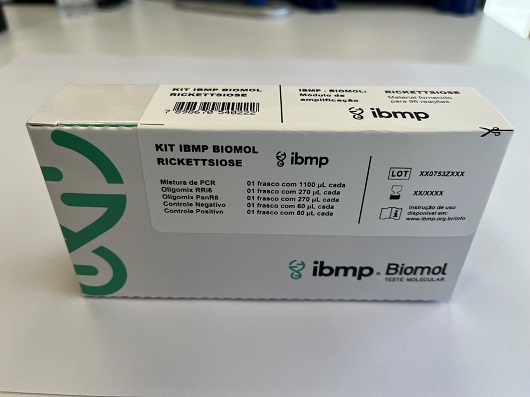 KIT IBMP BIOMOL
RICKETTSIOSE
7 898670 540222
IBMP - BIOMOL:
Módulo de
amplificação
RICKETTSIOSE
Material fornecido
para 96 reações
ibmp
KIT IBMP BIOMOL
RICKETTSIOSE
ibmp
Mistura de PCR 01 frasco com 1100 µL cada
Oligomix RRi6 01 frasco com 270 µL cada
Oligomix PanR8 01 frasco com 270 µL cada
Controle Negativo 01 frasco com 60 µL cada
Controle Positivo 01 frasco com 60 µL cada
LOT XX0753ZXXX
XX/XXXX
Instrução de uso
disponível em:
www.ibmp.org.br/info
ibmp. Biomol
TESTE MOLECULAR